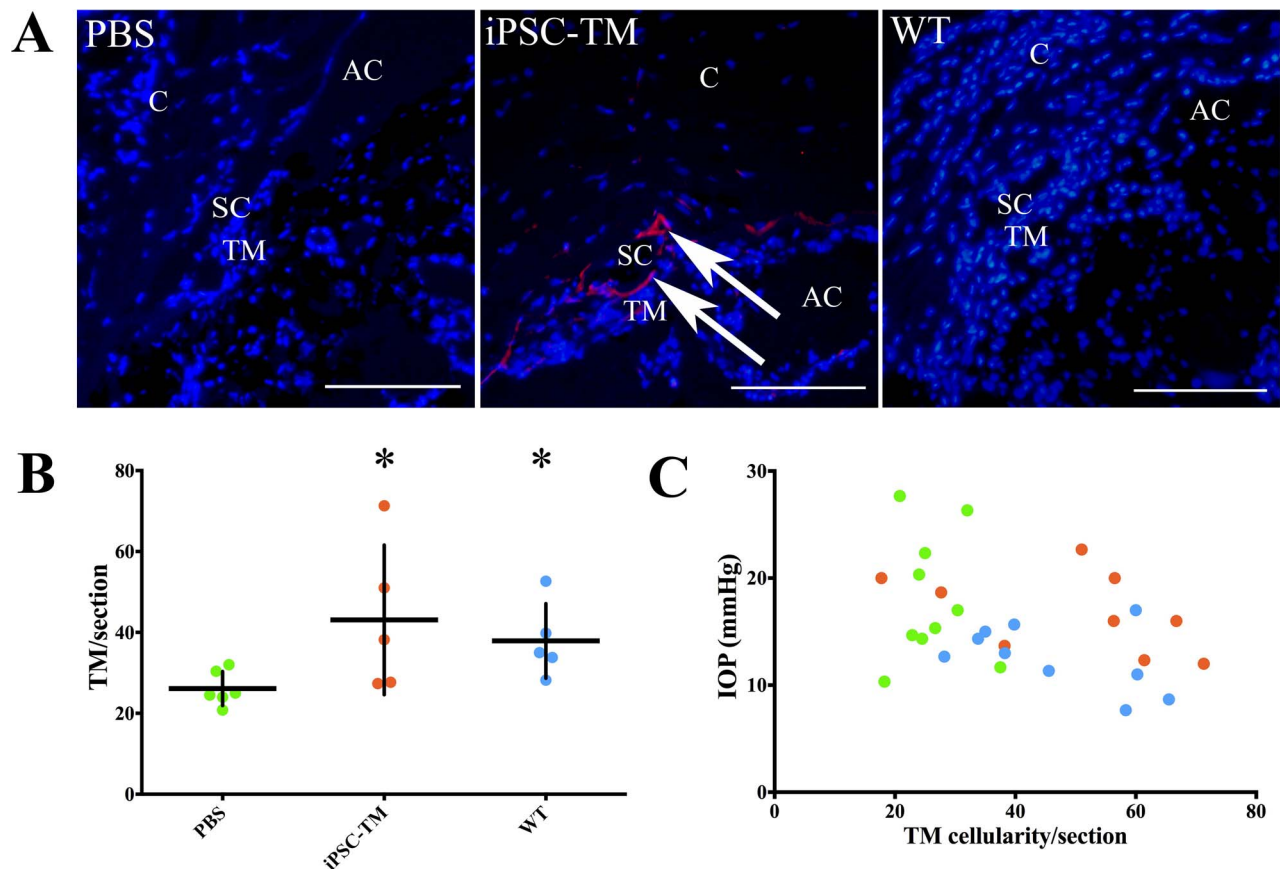 A
PBS
C
AC
SC
TM
iPSC-TM
C
SC
TM
AC
WT
C
AC
SC
TM
B
* *
80
60
40
20
0
TM/section
PBS
iPSC-TM
WT
C
30
20
10
0
IOP (mmHg)
0 20 40 60 80
TM cellularity/section